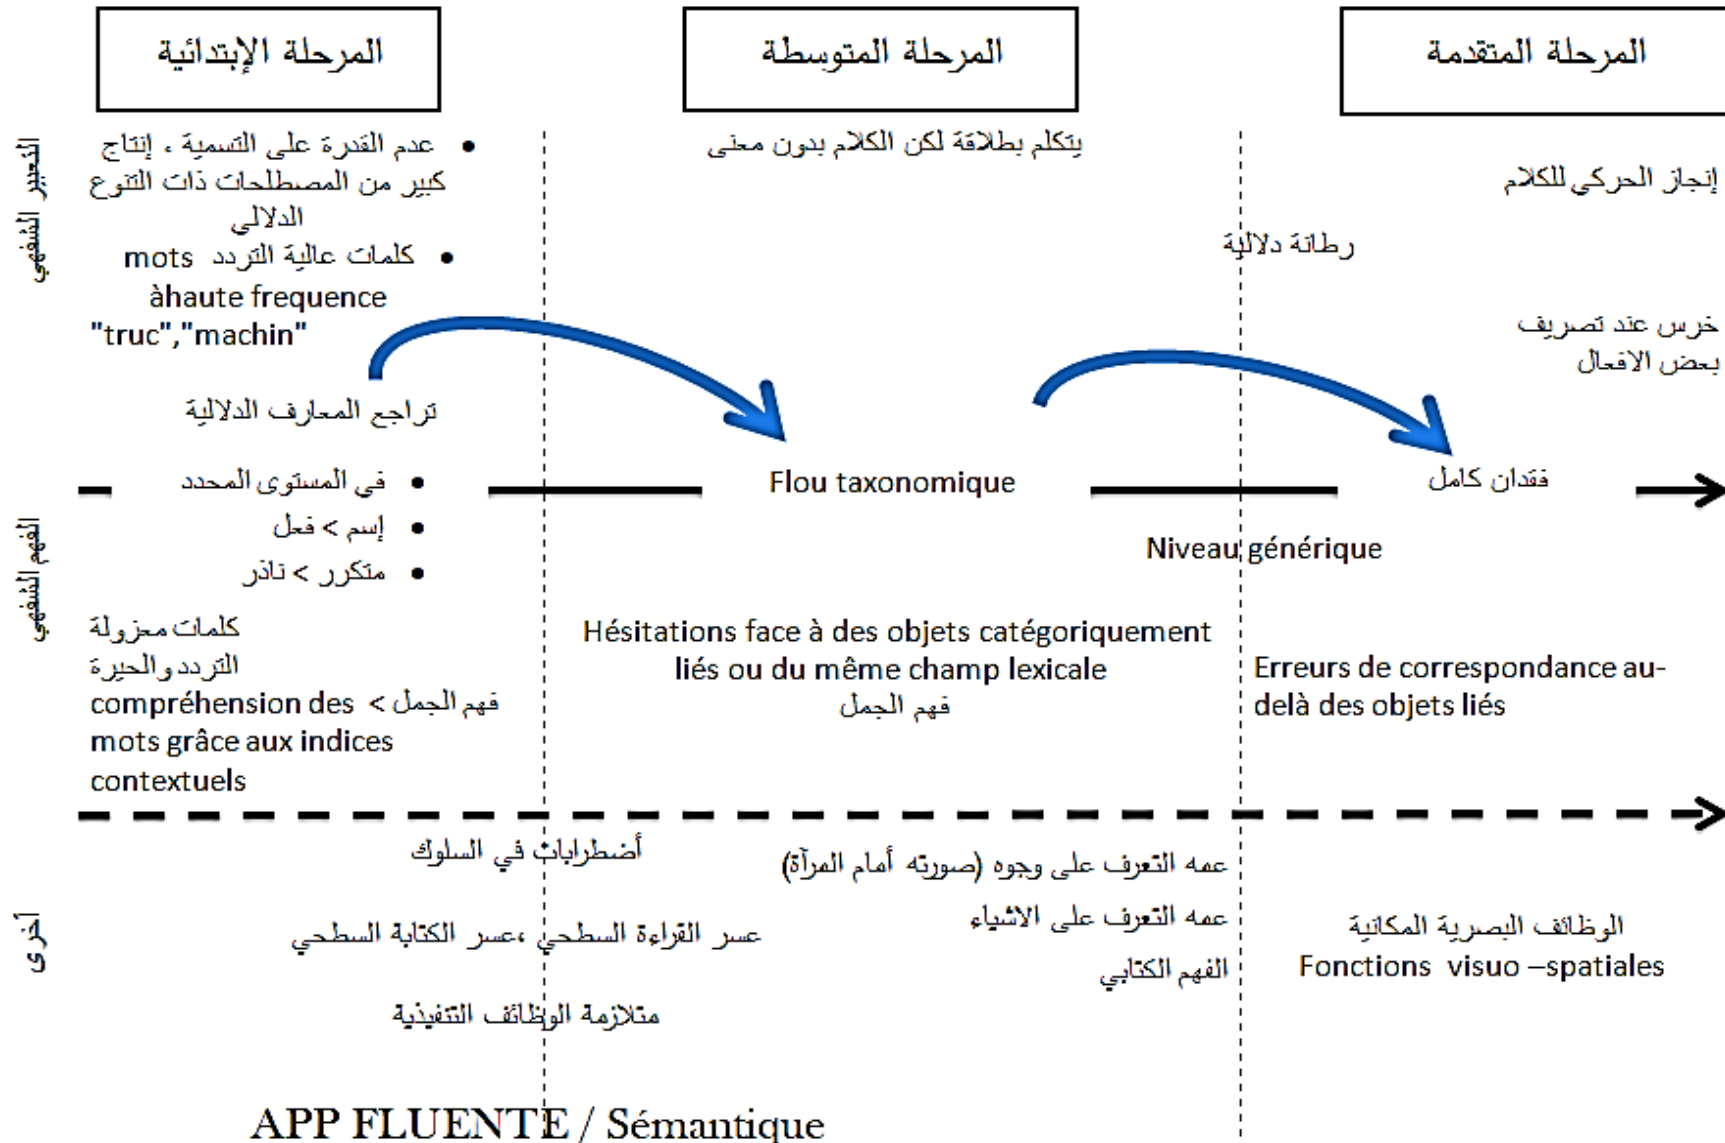 المرحلة الإبتدائية
المرحلة المتوسطة
المرحلة المتقدمة
التعبير الشفهي
• عدم القدرة على التسمية ، إنتاج
كبير من المصطلحات ذات التنوع
الدلالي
• كلمات عالية التردد mots
àhaute frequence
"truc","machin"
يتكلم بطلاقة لكن الكلام بدون معنى
رطانة دلالية
إنجاز الحركي للكلام
خرس عند تصريف
بعض الافعال
تراجع المعارف الدلالية
• في المستوى المحدد
• إسم > فعل
• متكرر > ناذر
Flou taxonomique
فقدان كامل
Niveau générique
الفهم الشفهي
كلمات معزولة
التردد والحيرة
فهم الجمل > compréhension des
mots grâce aux indices
contextuels
Hésitations face à des objets catégoriquement
liés ou du même champ lexicale
فهم الجمل
Erreurs de correspondance au-
delà des objets liés
أخرى
أضطرابات في السلوك
عسر القراءة السطحي ،عسر الكتابة السطحي
متلازمة الوظائف التنفيذية
عمه التعرف على وجوه (صورته أمام المرآة)
عمه التعرف على الاشياء
الفهم الكتابي
الوظائف البصرية المكانية
Fonctions visuo –spatiales
APP FLUENTE / Sémantique